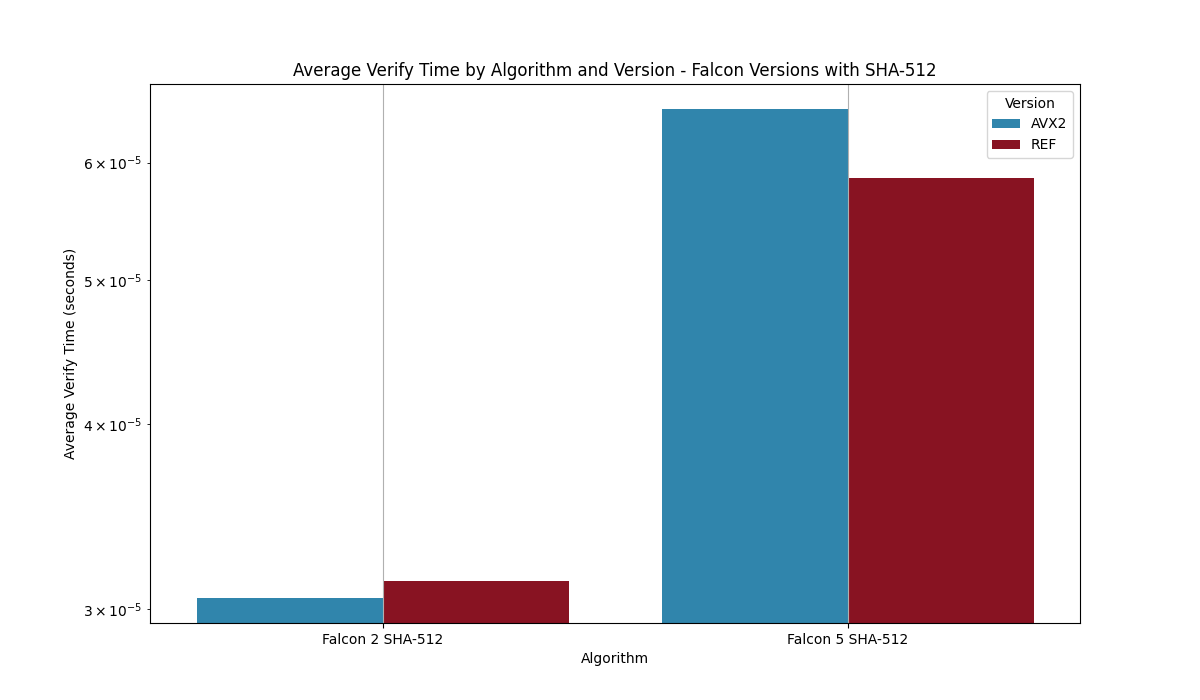 Average Verify Time by Algorithm and Version - Falcon Versions with SHA-512
Version
AVX2
REF
6 × 10⁻⁵
5 × 10⁻⁵
4 × 10⁻⁵
3 × 10⁻⁵
Average Verify Time (seconds)
Falcon 2 SHA-512
Falcon 5 SHA-512
Algorithm